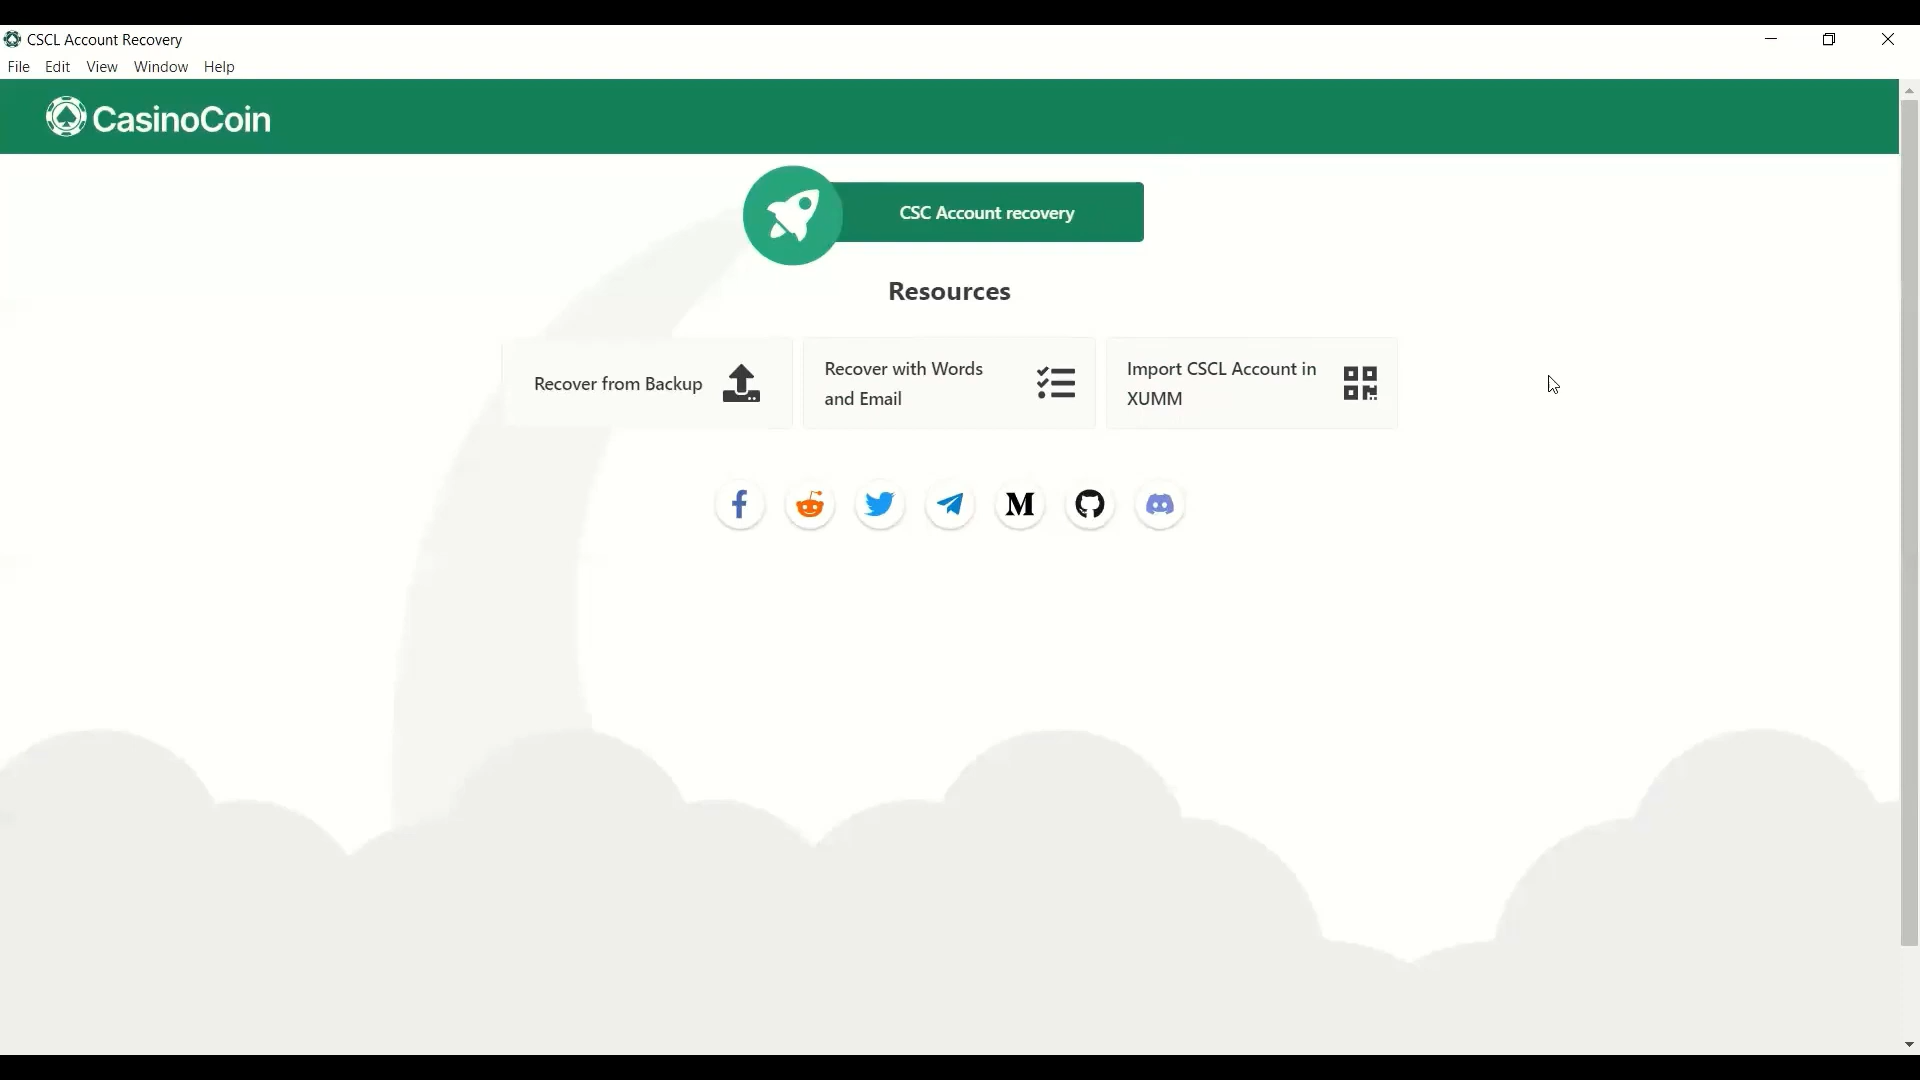 CSCL Account Recovery
File Edit View Window Help
CasinoCoin
CSC Account recovery
Resources
Recover from Backup
Recover with Words
and Email
Import CSCL Account in
XUMM